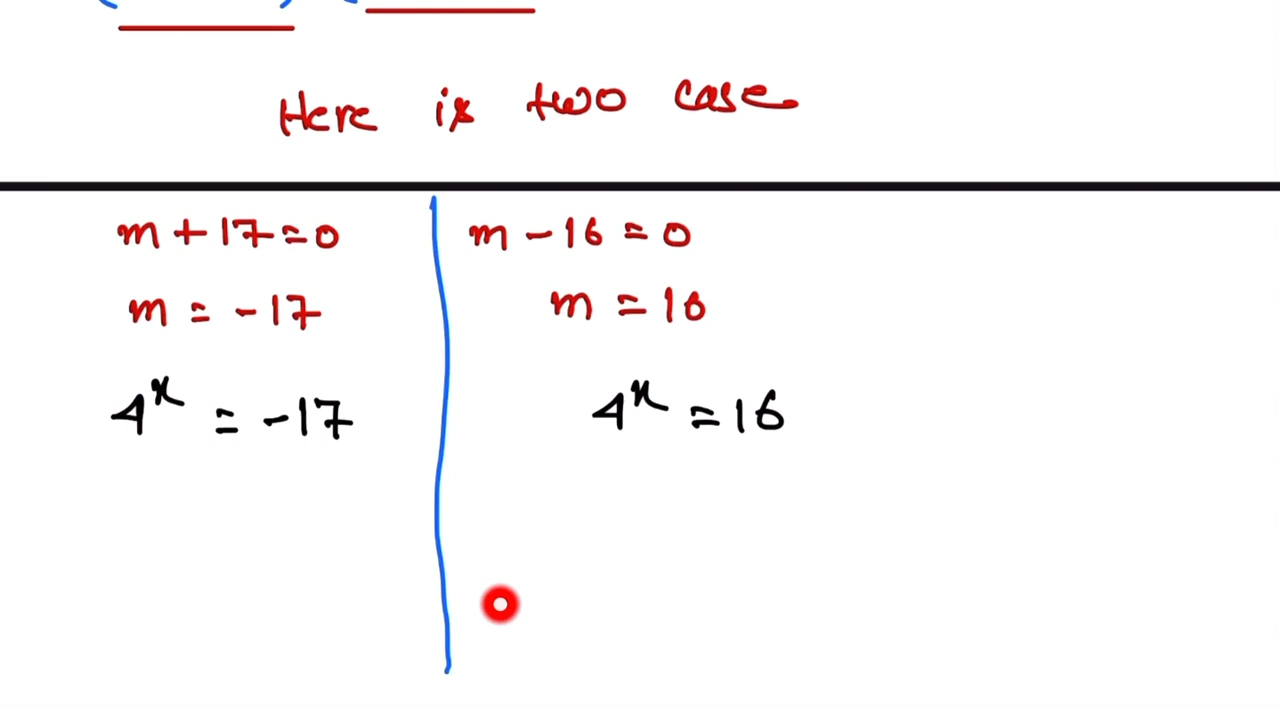 Here is two case
m + 17 = 0
m = -17
4^x = -17
m - 16 = 0
m = 16
4^x = 16